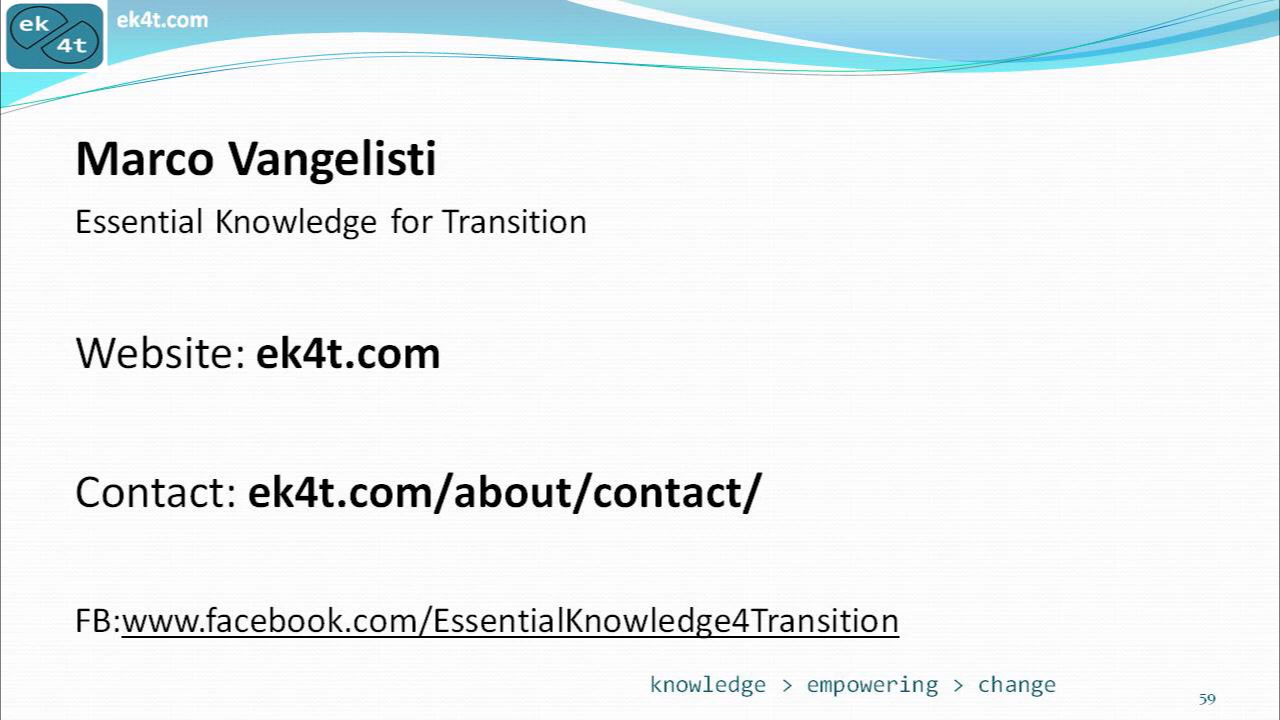 ek
4t
ek4t.com
Marco Vangelisti
Essential Knowledge for Transition
Website: ek4t.com
Contact: ek4t.com/about/contact/
FB:www.facebook.com/EssentialKnowledge4Transition
knowledge > empowering > change
59